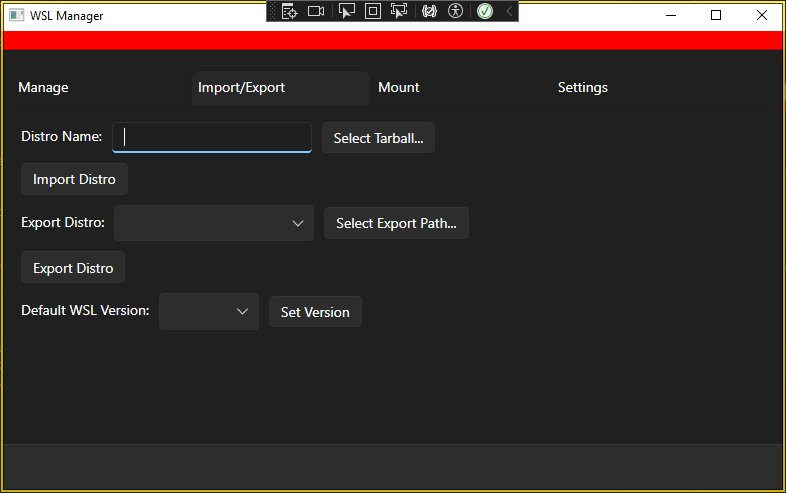 WSL Manager
Manage Import/Export Mount Settings
Distro Name: Select Tarball...
Import Distro
Export Distro: Select Export Path...
Export Distro
Default WSL Version: Set Version